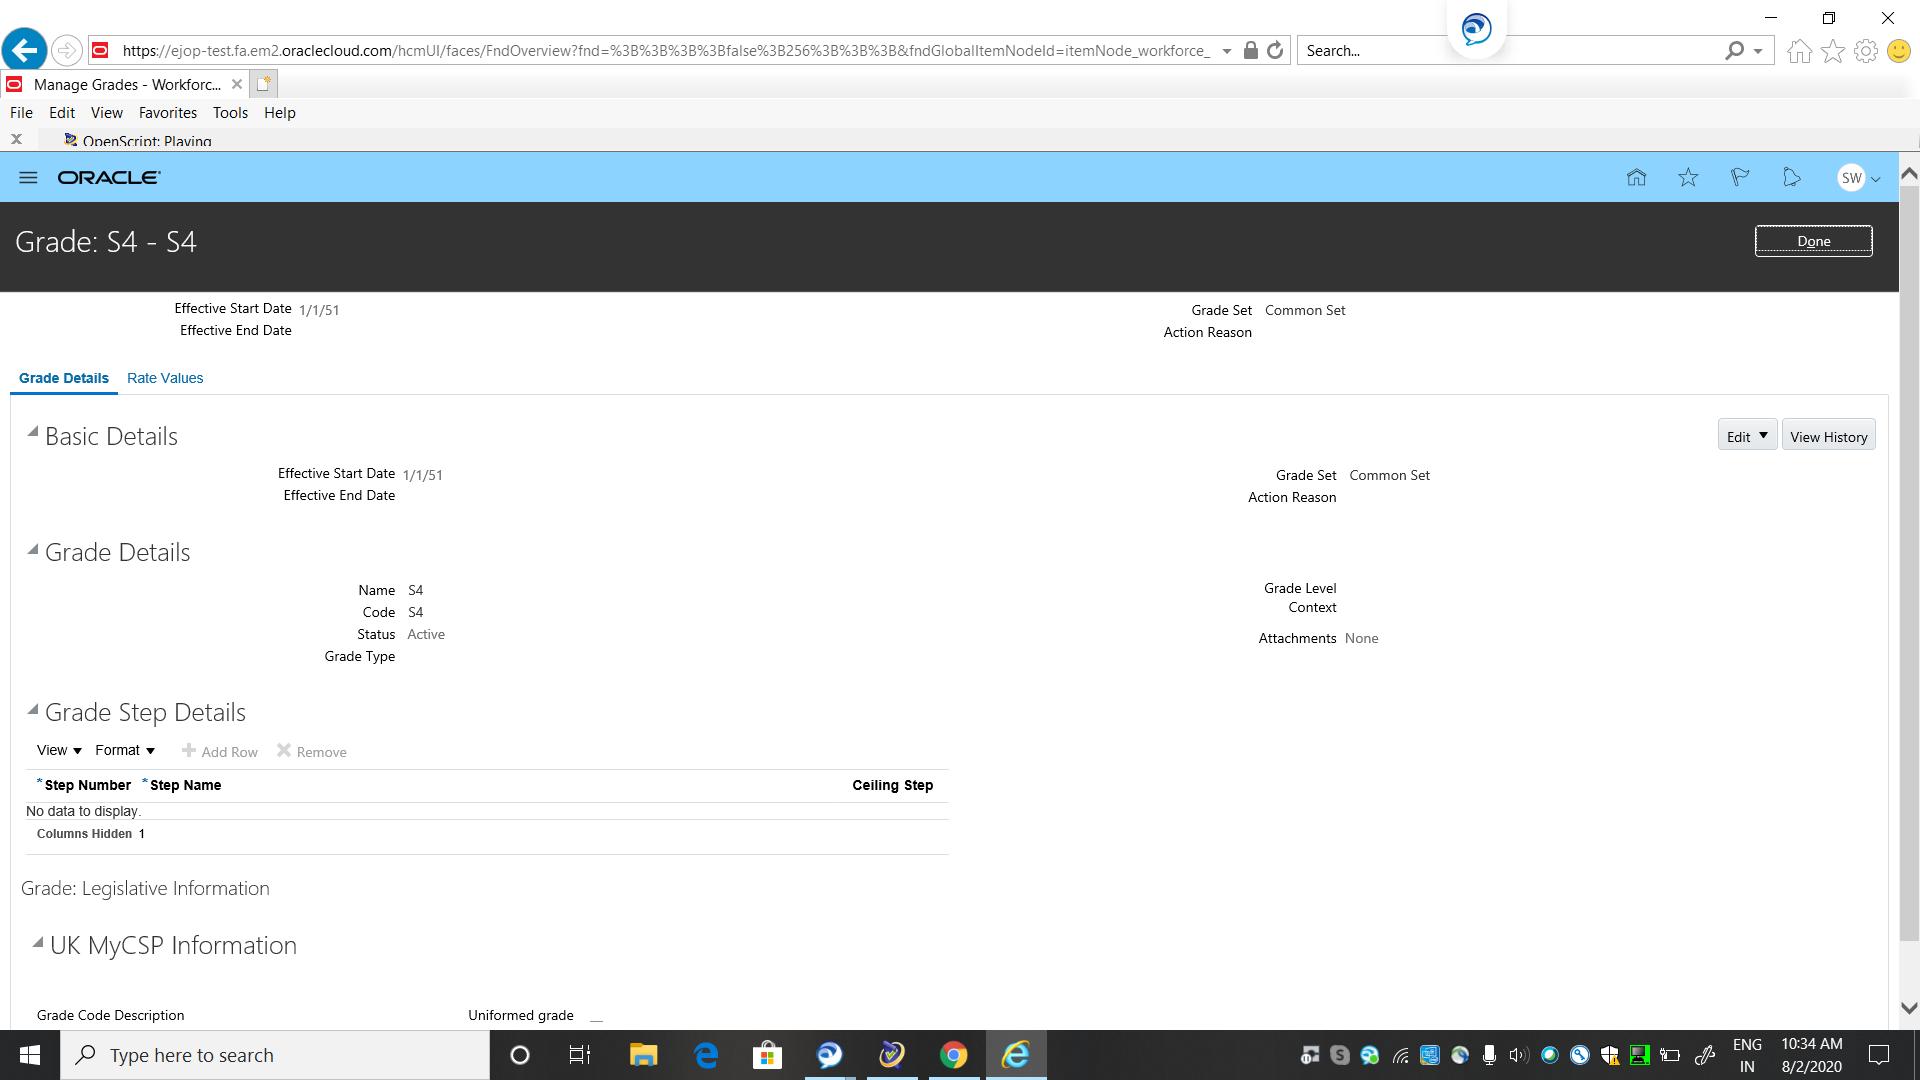 https://ejop-test.fa.em2.oraclecloud.com/hcmUI/faces/FndOverview?fnd=%3B%3B%3B%3Bfalse%3B256%3B%3B%3B&fndGlobalItemNodeId=itemNode_workforce_
Search...
Manage Grades - Workforc...
File Edit View Favorites Tools Help
x OpenScript: Playing
ORACLE
SW
Grade: S4 - S4
Done
Effective Start Date 1/1/51
Grade Set Common Set
Effective End Date
Action Reason
Grade Details Rate Values
Basic Details
Edit View History
Effective Start Date 1/1/51
Grade Set Common Set
Effective End Date
Action Reason
Grade Details
Name S4
Grade Level
Code S4
Context
Status Active
Attachments None
Grade Type
Grade Step Details
View Format Add Row Remove
*Step Number *Step Name Ceiling Step
No data to display.
Columns Hidden 1
Grade: Legislative Information
UK MyCSP Information
Grade Code Description Uniformed grade
Type here to search
ENG
IN
10:34 AM
8/2/2020